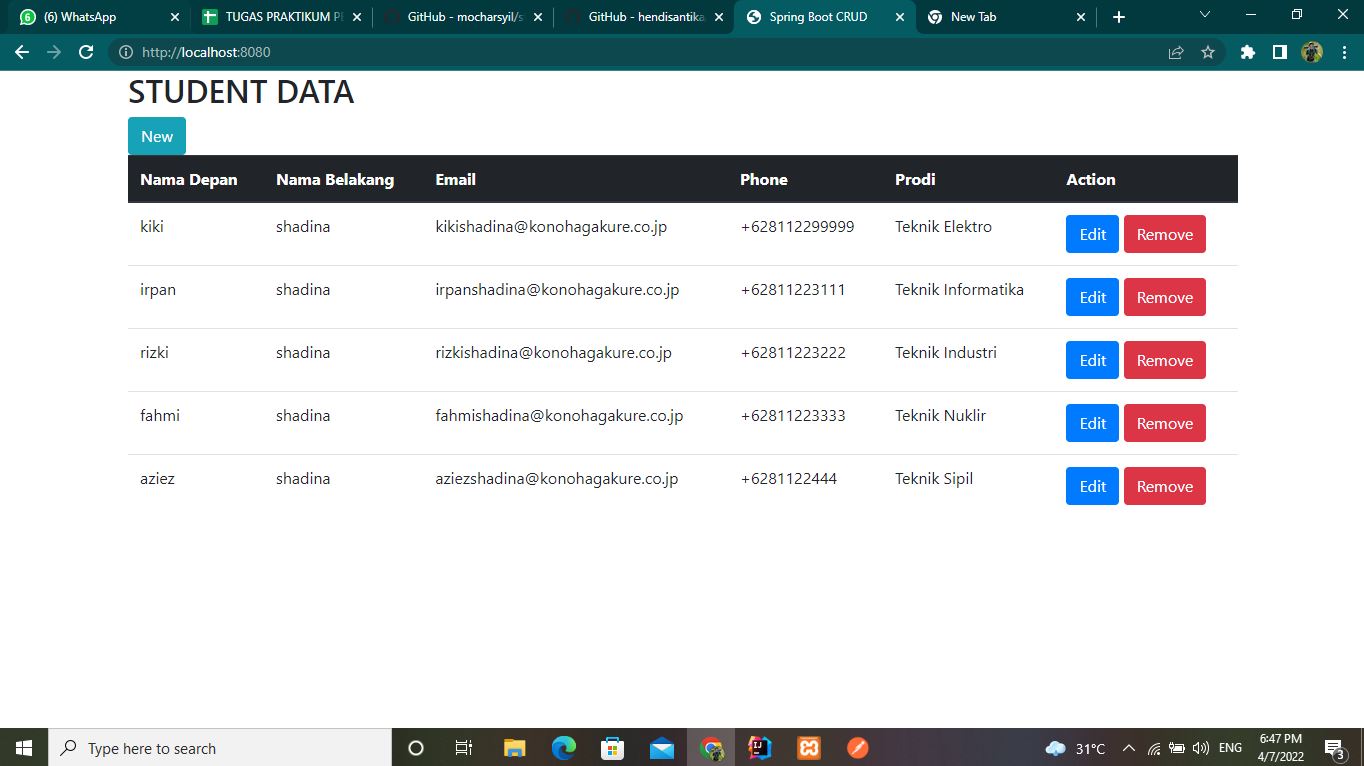 (6) WhatsApp
TUGAS PRAKTIKUM PE
GitHub - mocharsyil/s
GitHub - hendisantika
Spring Boot CRUD
New Tab
http://localhost:8080
STUDENT DATA
New
Nama Depan Nama Belakang Email Phone Prodi Action
kiki shadina kikishadina@konohagakure.co.jp +628112299999 Teknik Elektro Edit Remove
irpan shadina irpanshadina@konohagakure.co.jp +62811223111 Teknik Informatika Edit Remove
rizki shadina rizkishadina@konohagakure.co.jp +62811223222 Teknik Industri Edit Remove
fahmi shadina fahmishadina@konohagakure.co.jp +62811223333 Teknik Nuklir Edit Remove
aziez shadina aziezshadina@konohagakure.co.jp +6281122444 Teknik Sipil Edit Remove
Type here to search
31°C
ENG
6:47 PM
4/7/2022
3